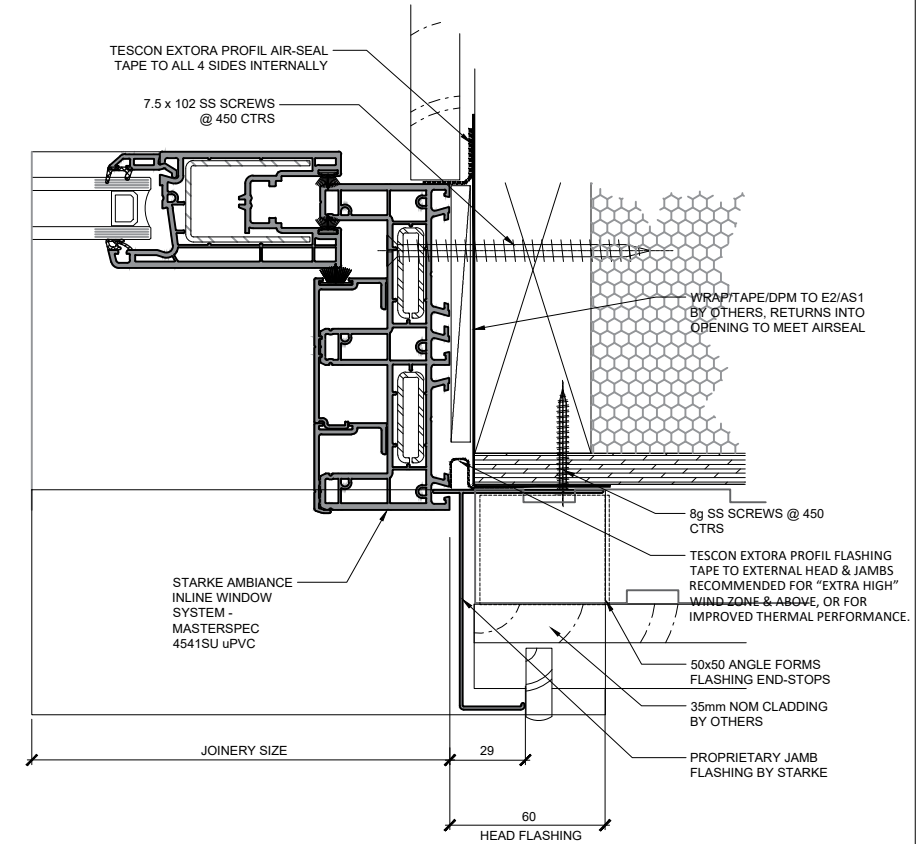 TESCON EXTORA PROFIL AIR-SEAL
TAPE TO ALL 4 SIDES INTERNALLY
7.5 x 102 SS SCREWS
@ 450 CTRS
WRAP/TAPE/DPM TO E2/AS1
BY OTHERS, RETURNS INTO
OPENING TO MEET AIRSEAL
8g SS SCREWS @ 450
CTRS
TESCON EXTORA PROFIL FLASHING
TAPE TO EXTERNAL HEAD & JAMBS
RECOMMENDED FOR “EXTRA HIGH”
WIND ZONE & ABOVE, OR FOR
IMPROVED THERMAL PERFORMANCE.
STARKE AMBIANCE
INLINE WINDOW
SYSTEM -
MASTERSPEC
4541SU uPVC
50x50 ANGLE FORMS
FLASHING END-STOPS
35mm NOM CLADDING
BY OTHERS
PROPRIETARY JAMB
FLASHING BY STARKE
JOINERY SIZE
29
60
HEAD FLASHING